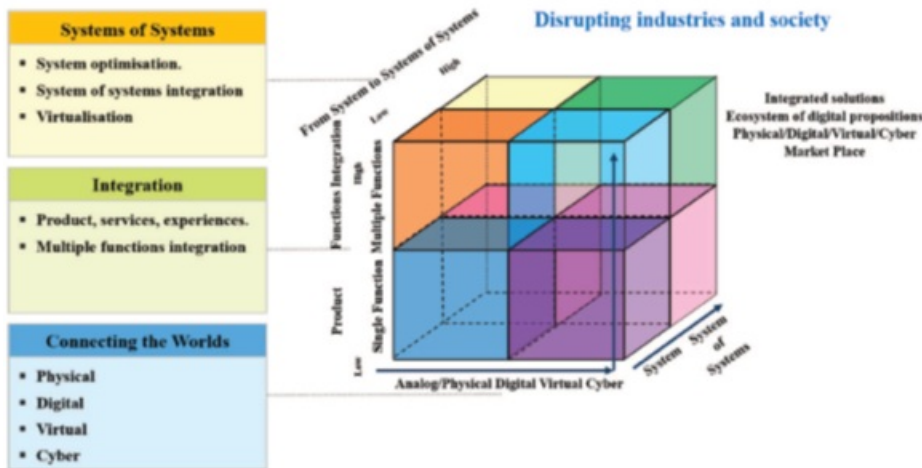 Disrupting industries and society
Systems of Systems
▪ System optimisation.
▪ System of systems integration
▪ Virtualisation
Integration
▪ Product, services, experiences.
▪ Multiple functions integration
Connecting the Worlds
▪ Physical
▪ Digital
▪ Virtual
▪ Cyber
From System to Systems of Systems
Low
High
Functions Integration
High
Multiple Functions
Product
Single Function
Low
Analog/Physical Digital Virtual Cyber
System
System
of
Systems
Integrated solutions
Ecosystem of digital propositions
Physical/Digital/Virtual/Cyber
Market Place